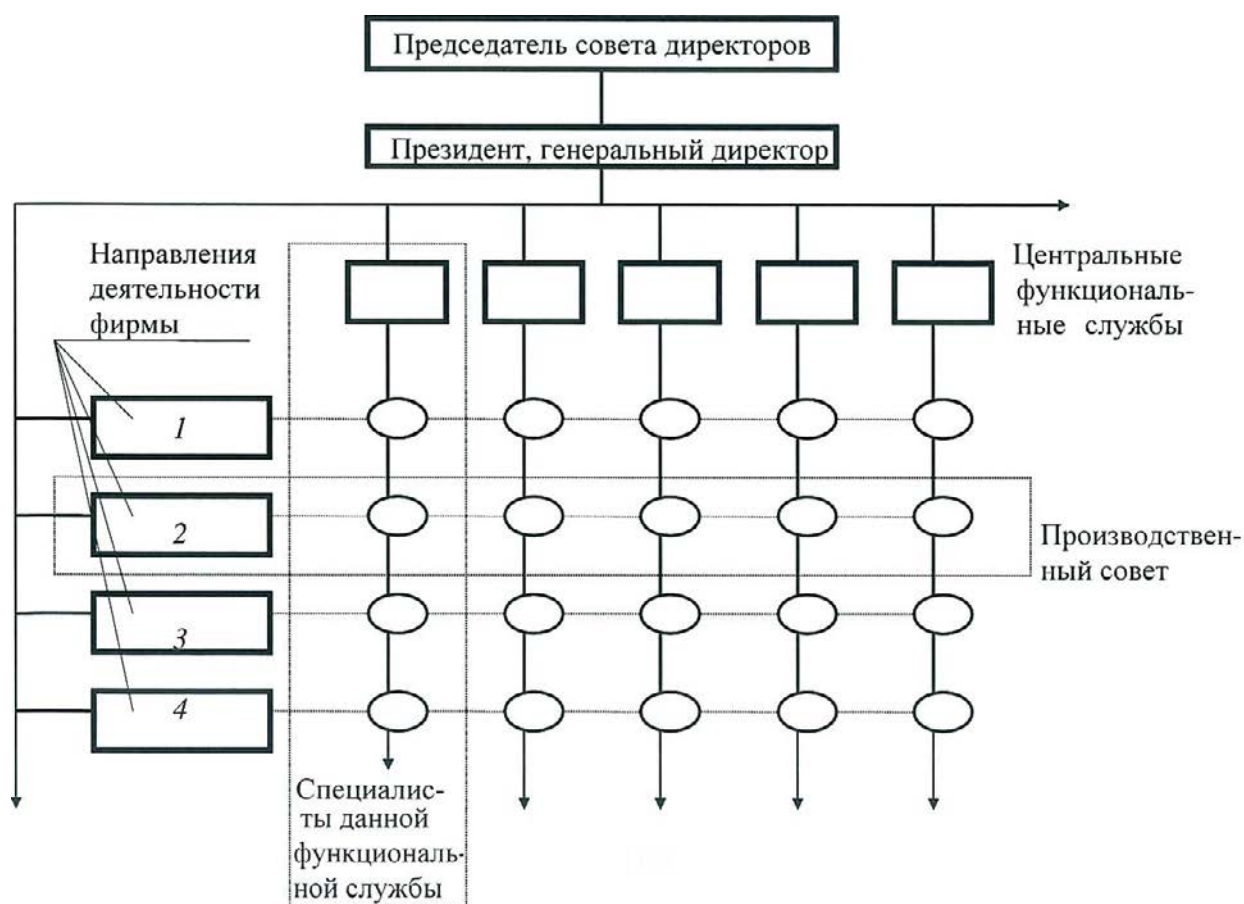 Председатель совета директоров
Президент, генеральный директор
Направления
деятельности
фирмы
Центральные
функциональ-
ные службы
1
2
Производствен-
ный совет
3
4
Специалис-
ты данной
функциональ-
ной службы